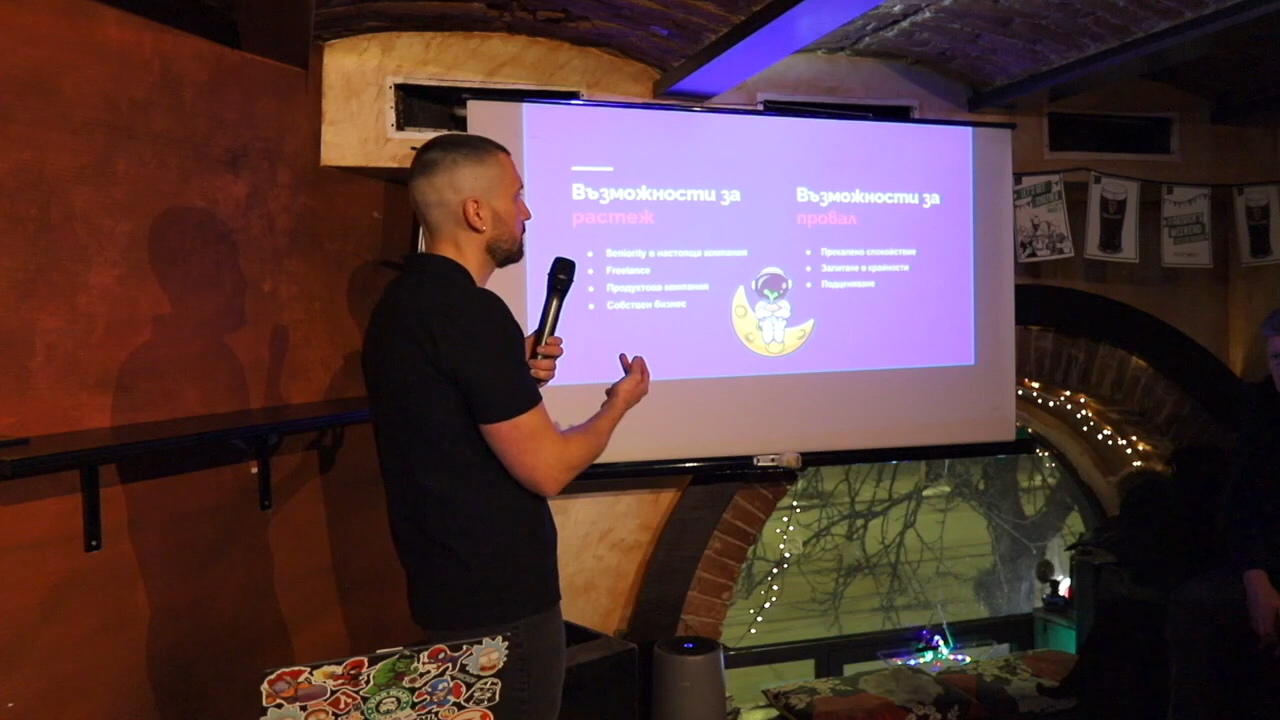 Възможности за
растеж
Seniority в настояща компания
Freelance
Продуктова компания
Собствен бизнес
Възможности за
провал
Прекалено спокойствие
Залитане в крайности
Подценяване
WEEKEND